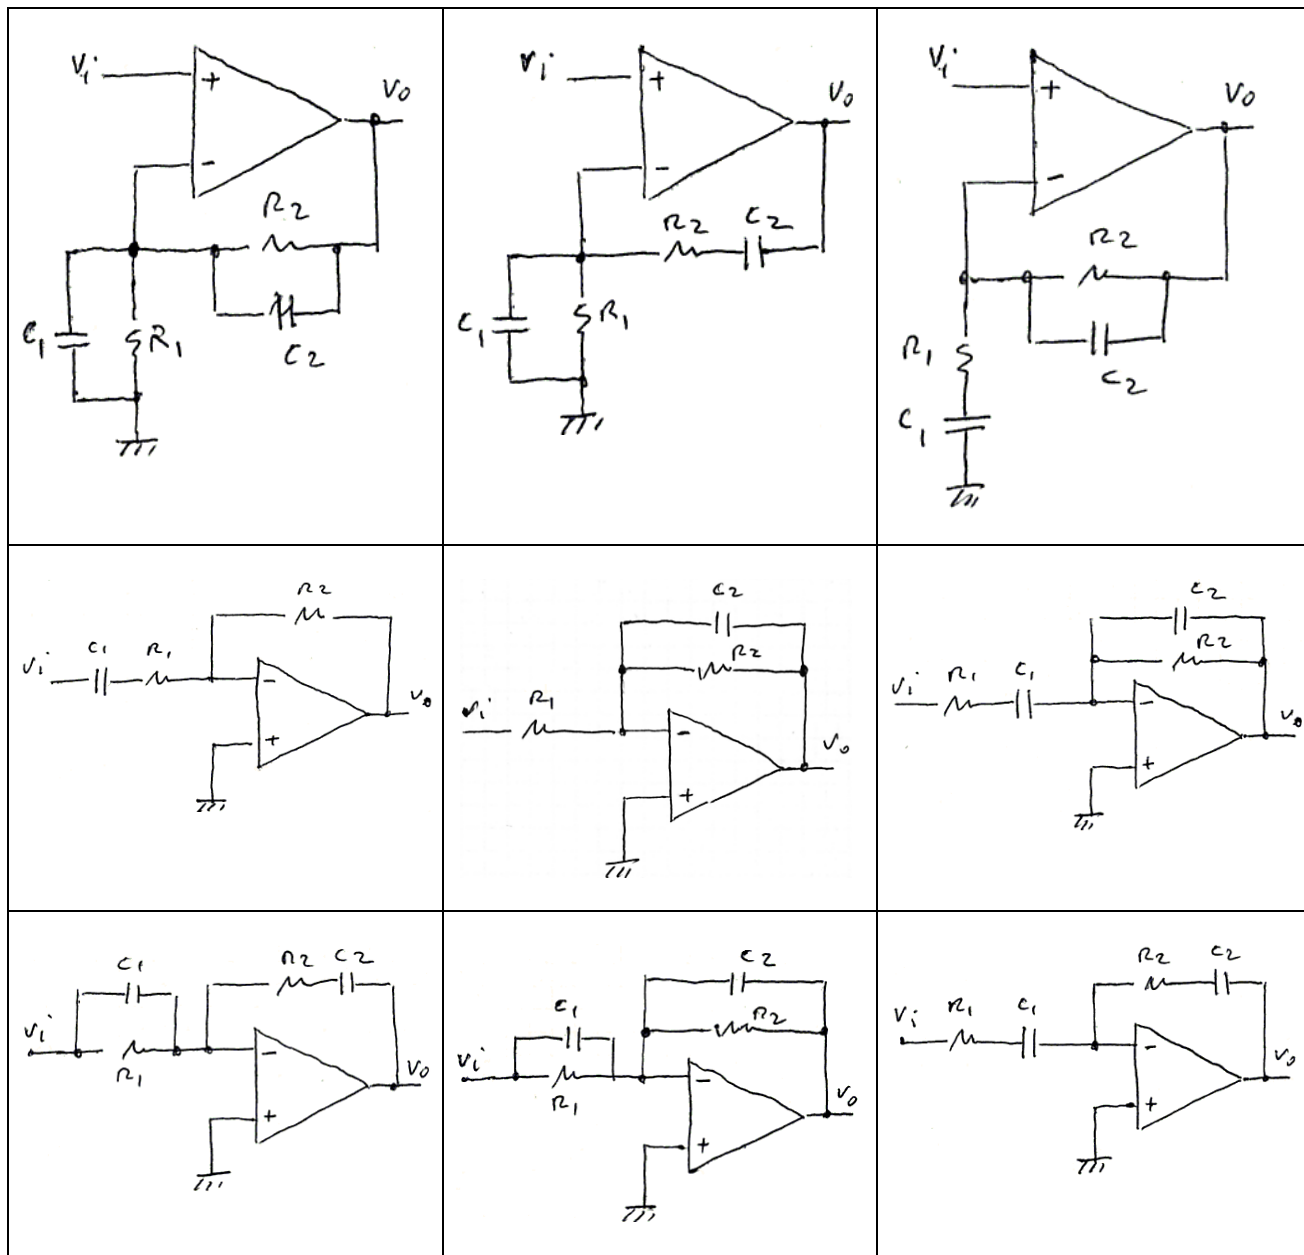 Vi + Vo
-
R2
C1 R1
C2
Vi + Vo
-
R2 C2
C1 R1
Vi + Vo
-
R2
R1
C2
C1
R2
C1 R1
Vi - Vo
+
C2
R2
R1
Vi - Vo
+
C2
R2
R1 C1
Vi - Vo
+
C1 R2 C2
Vi -
R1 Vo
+
C2
C1 R2
Vi -
R1 Vo
+
R2 C2
Vi R1 C1
- Vo
+